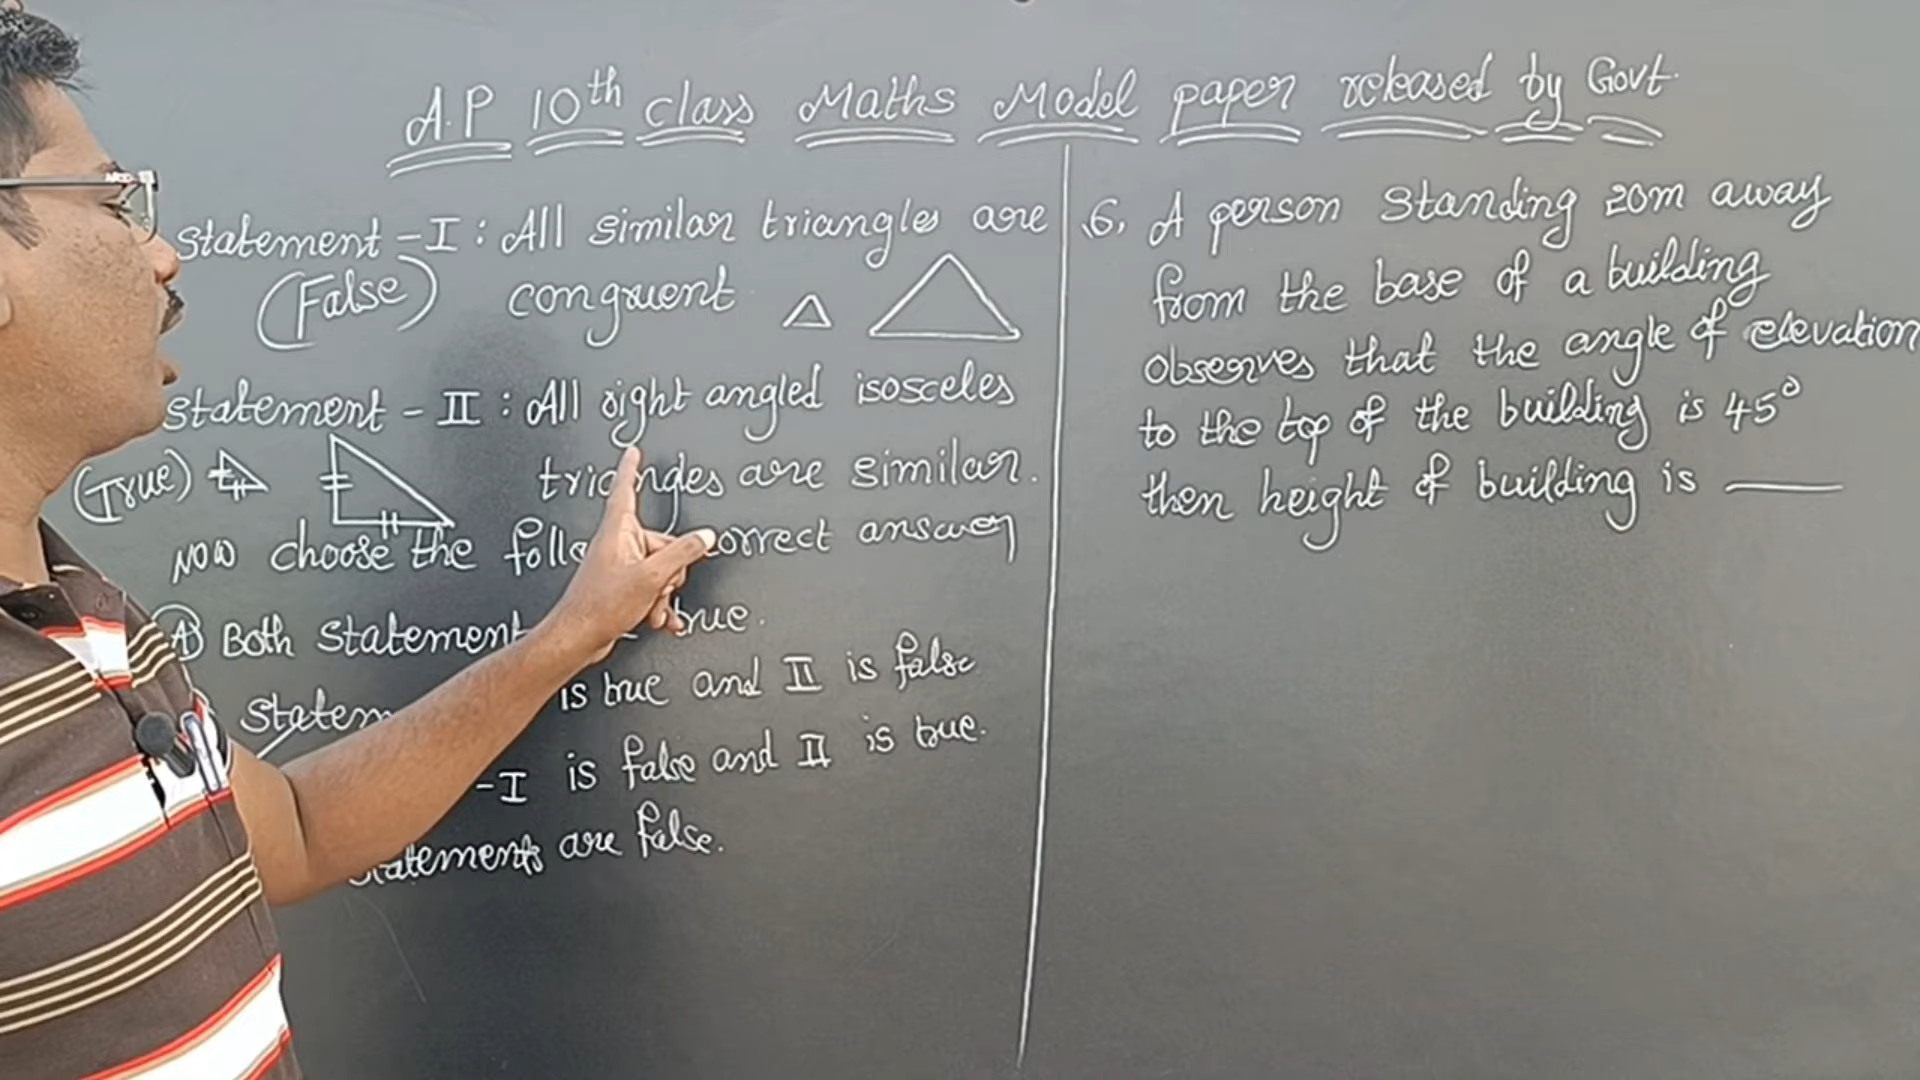 A.P 10th class Maths Model paper released by Govt.
Statement - I : All similar triangles are
(False) congruent
Statement - II : All right angled isosceles
(True) triangles are similar.
Now choose the correct answer
A) Both statement true.
is true and II is false
- I is false and II is true.
statements are false.
6. A person standing 20m away
from the base of a building
observes that the angle of elevation
to the top of the building is 45°
then height of building is ____